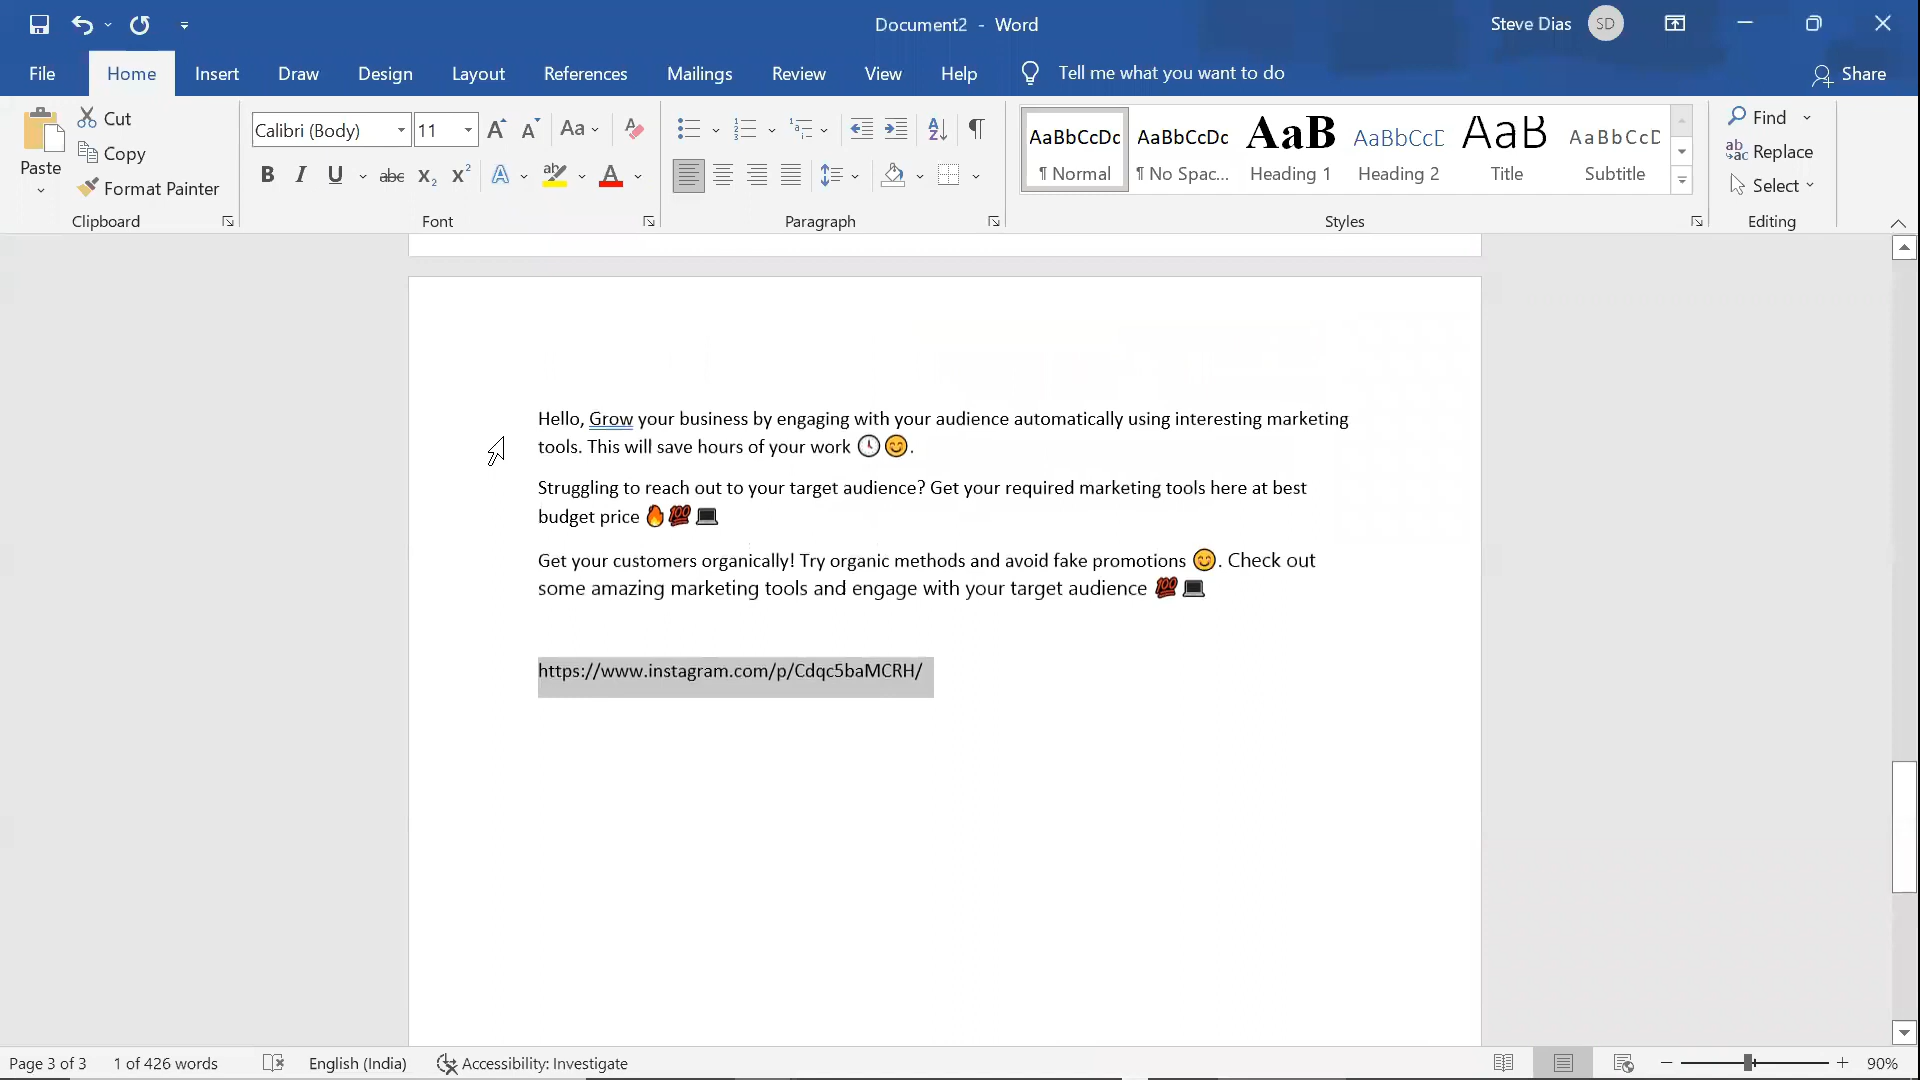 Document2 - Word
Steve Dias
SD
File
Home
Insert
Draw
Design
Layout
References
Mailings
Review
View
Help
Tell me what you want to do
Share
Paste
Cut
Copy
Format Painter
Clipboard
Calibri (Body)
11
Font
Paragraph
AaBbCcDc
¶ Normal
AaBbCcDc
¶ No Spac...
AaB
Heading 1
AaBbCcD
Heading 2
AaB
Title
AaBbCcD
Subtitle
Styles
Find
Replace
Select
Editing
Hello, Grow your business by engaging with your audience automatically using interesting marketing
tools. This will save hours of your work 🕓😊.
Struggling to reach out to your target audience? Get your required marketing tools here at best
budget price 🔥💯💻
Get your customers organically! Try organic methods and avoid fake promotions 😊. Check out
some amazing marketing tools and engage with your target audience 💯💻
https://www.instagram.com/p/Cdqc5baMCRH/
Page 3 of 3
1 of 426 words
English (India)
Accessibility: Investigate
90%